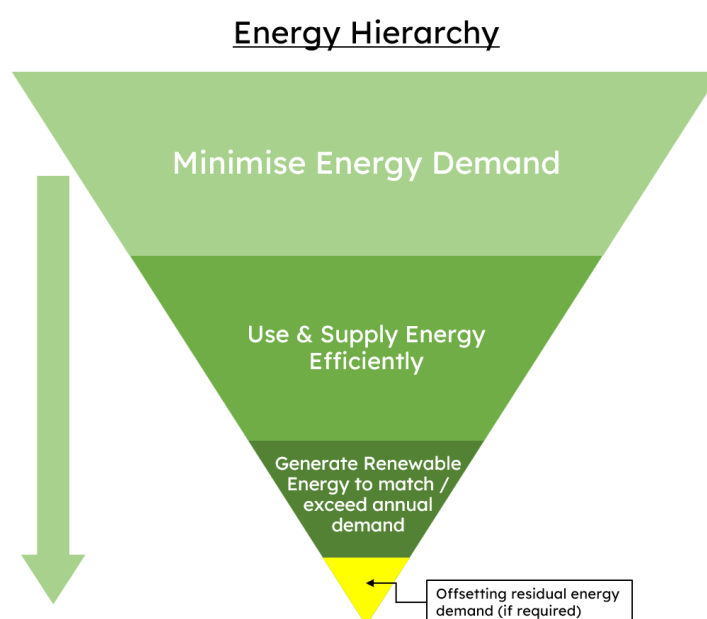 Energy Hierarchy
Minimise Energy Demand
Use & Supply Energy
Efficiently
Generate Renewable
Energy to match /
exceed annual
demand
Offsetting residual energy
demand (if required)